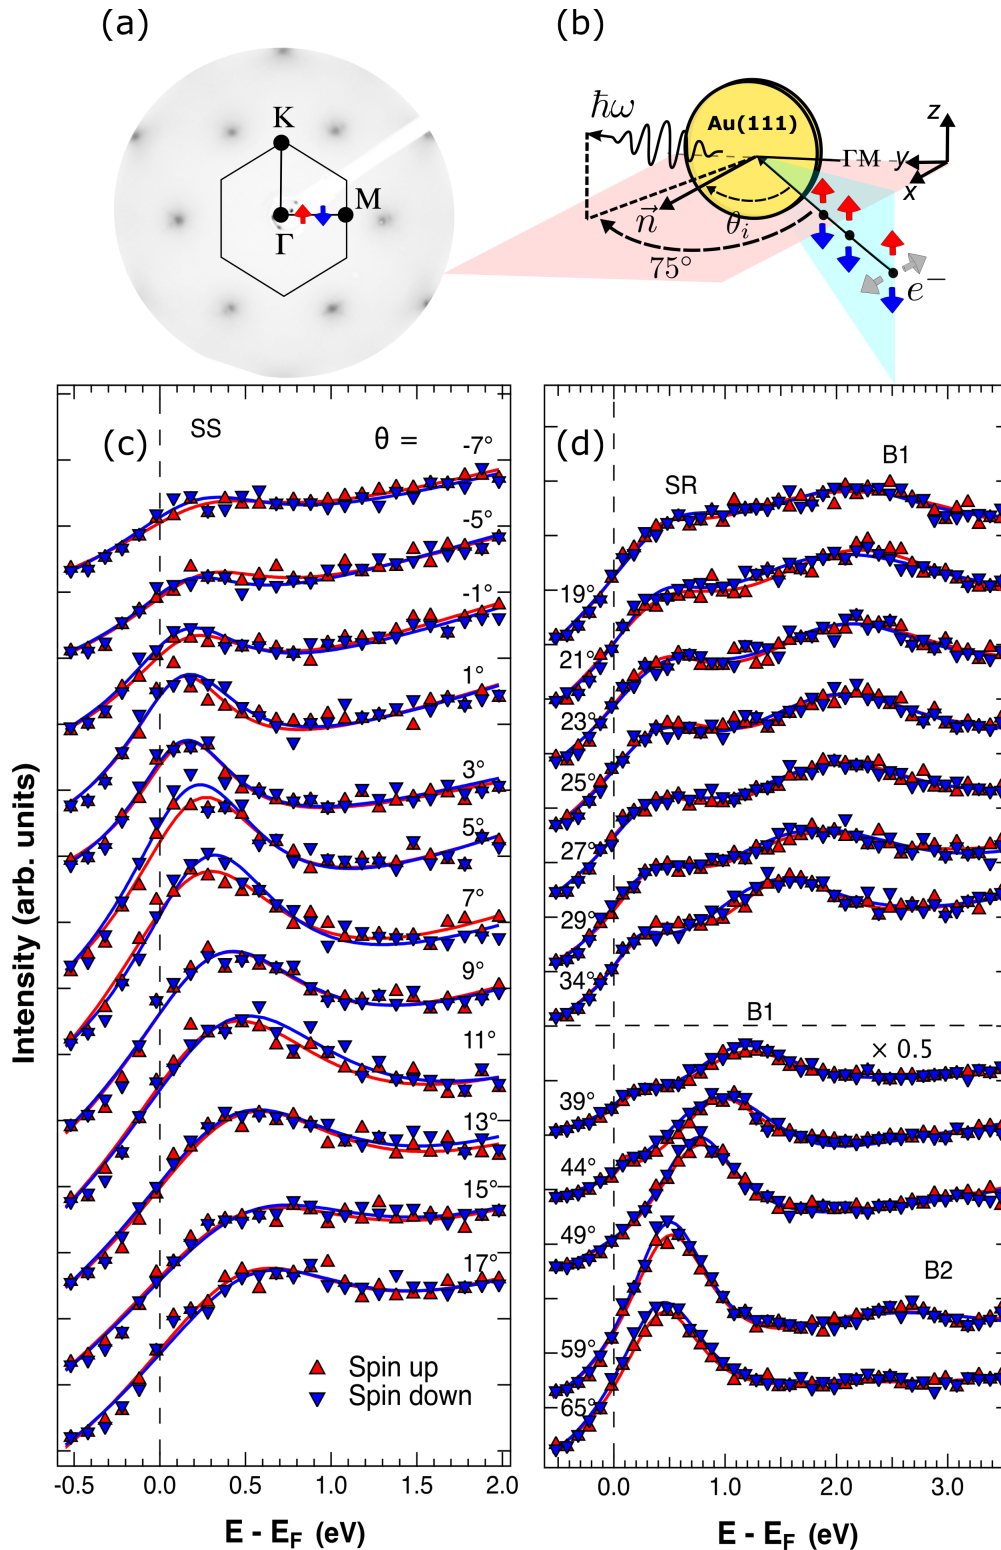 (a)
K
M
Γ
(b)
ħω
Au(111)
ΓM
z
y
x
n⃗
θi
75°
e−
Intensity (arb. units)
(c)
SS
θ =
-7°
-5°
-1°
1°
3°
5°
7°
9°
11°
13°
15°
17°
Spin up
Spin down
-0.5
0.0
0.5
1.0
1.5
2.0
E - EF (eV)
(d)
SR
B1
19°
21°
23°
25°
27°
29°
34°
B1
× 0.5
39°
44°
49°
B2
59°
65°
0.0
1.0
2.0
3.0
E - EF (eV)